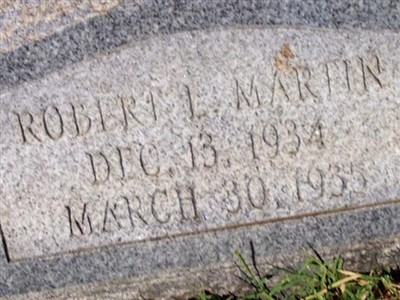 ROBERT L. MARTIN
DEC. 13, 1934
MARCH 30, 1935